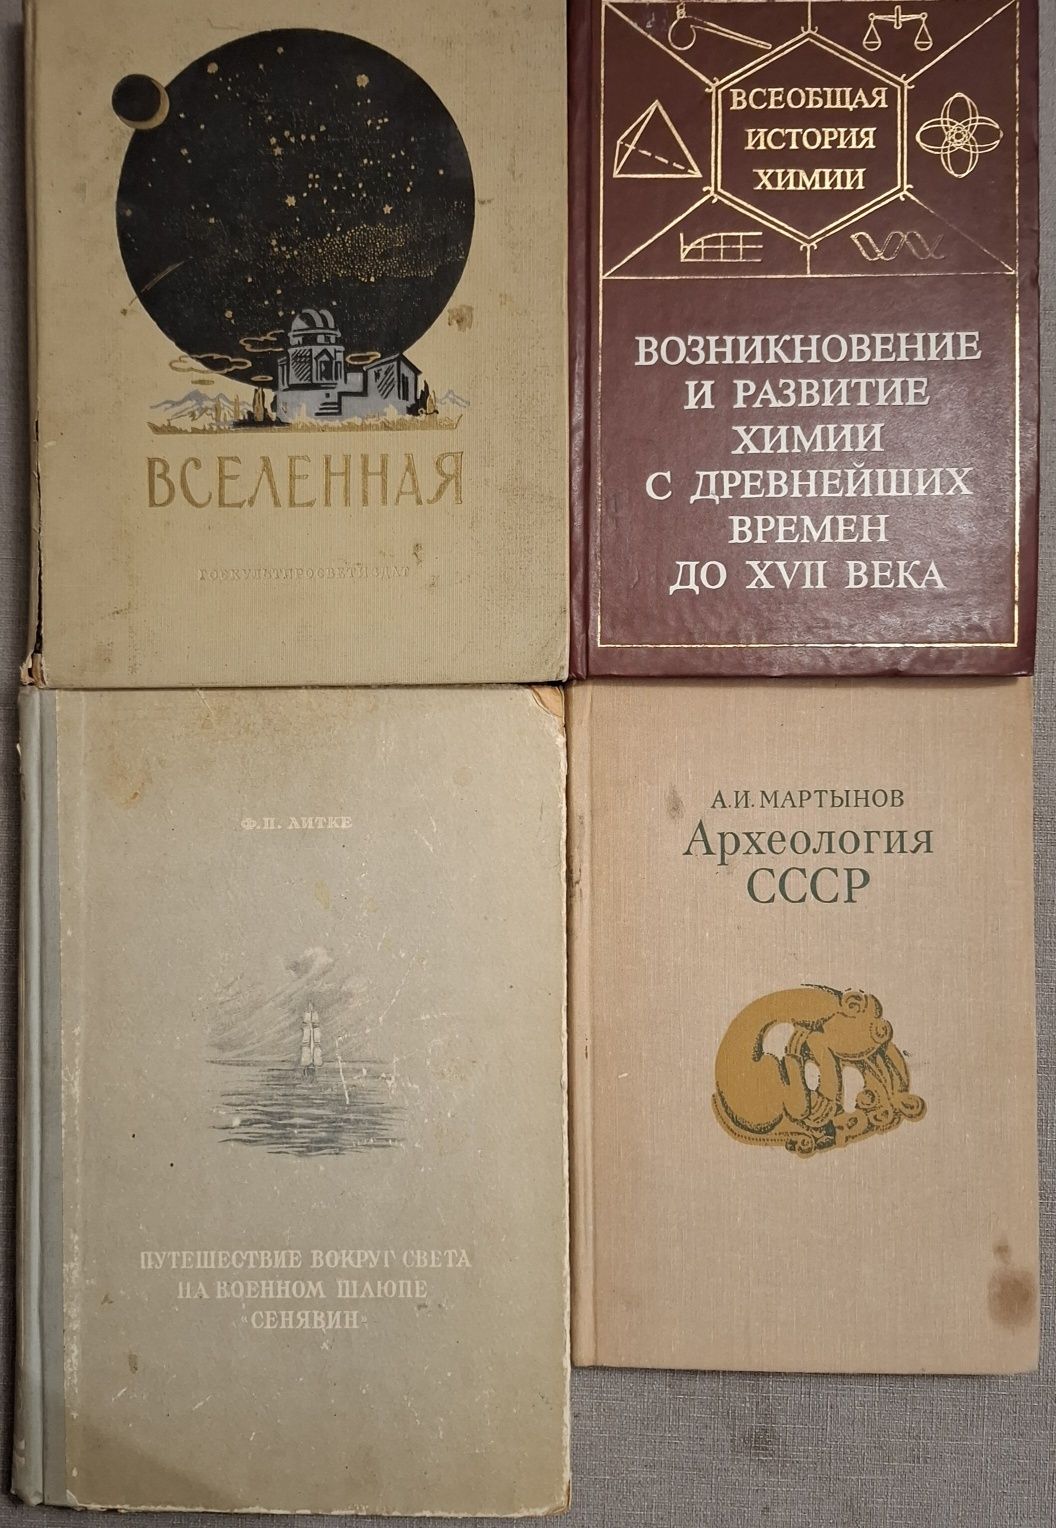 ВСЕЛЕННАЯ
ГОСКУЛЬТПРОСВЕТИЗДАТ
ВСЕОБЩАЯ
ИСТОРИЯ
ХИМИИ
ВОЗНИКНОВЕНИЕ
И РАЗВИТИЕ
ХИМИИ
С ДРЕВНЕЙШИХ
ВРЕМЕН
ДО XVII ВЕКА
Ф.П. ЛИТКЕ
ПУТЕШЕСТВИЕ ВОКРУГ СВЕТА
НА ВОЕННОМ ШЛЮПЕ
«СЕНЯВИН»
А.И. МАРТЫНОВ
Археология
СССР